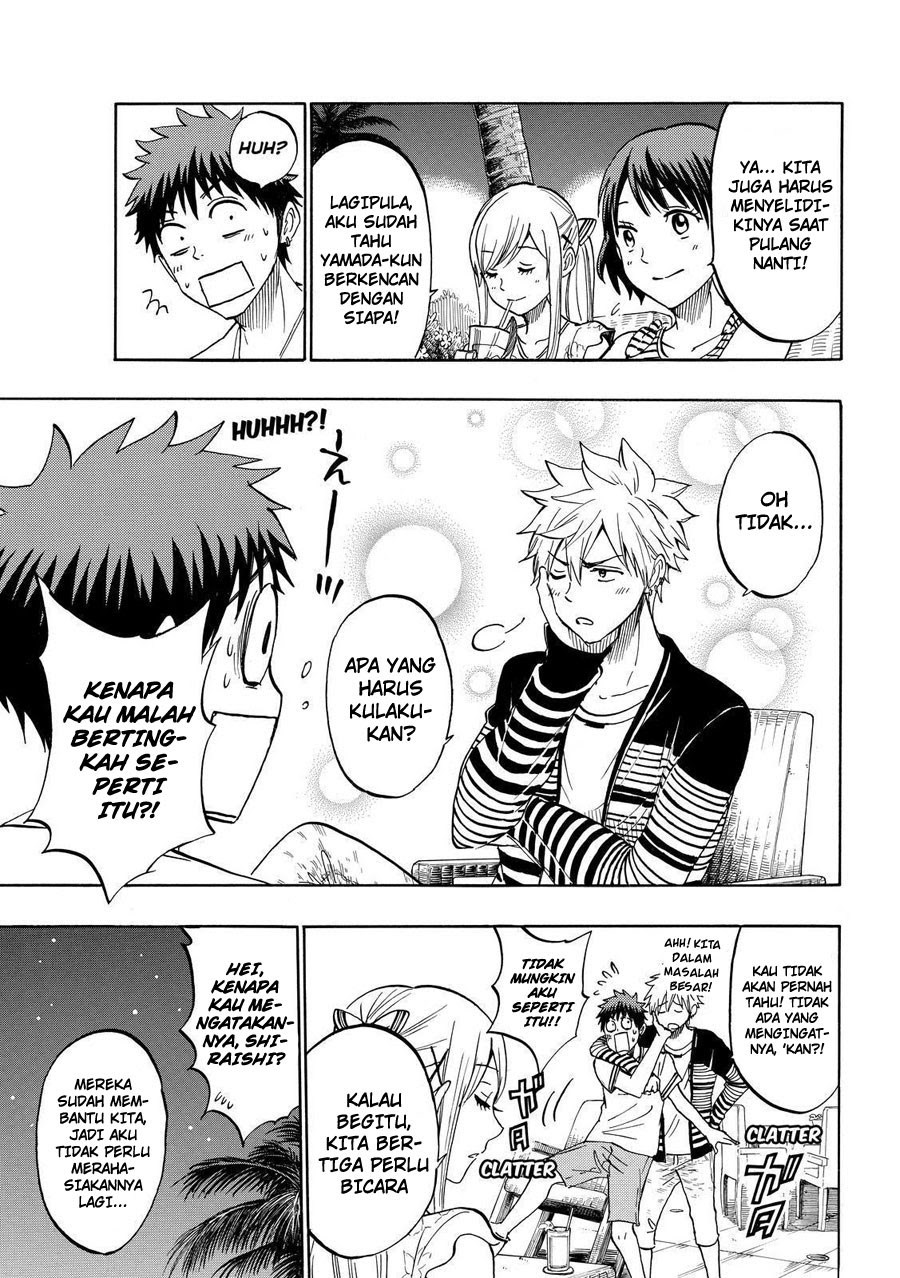 YA... KITA
JUGA HARUS
MENYELIDI-
KINYA SAAT
PULANG
NANTI!
LAGIPULA,
AKU SUDAH
TAHU
YAMADA-KUN
BERKENCAN
DENGAN
SIAPA!
HUH?
OH
TIDAK...
APA YANG
HARUS
KULAKU-
KAN?
HUHHH?!
えーーッ
KENAPA
KAU MALAH
BERTING-
KAH SE-
PERTI
ITU?!
KAU TIDAK
AKAN PERNAH
TAHU! TIDAK
ADA YANG
MENGINGAT-
NYA, 'KAN?!
AHH! KITA
DALAM
MASALAH
BESAR!
TIDAK
MUNGKIN
AKU
SEPERTI
ITU!!
CLATTER
ガタ
CLATTER
ガタ
KALAU
BEGITU,
KITA BER-
TIGA PERLU
BICARA
HEI,
KENAPA
KAU ME-
NGATAKAN-
NYA, SHI-
RAISHI?
MEREKA
SUDAH MEM-
BANTU KITA,
JADI AKU
TIDAK PERLU
MERAHA-
SIAKANNYA
LAGI...